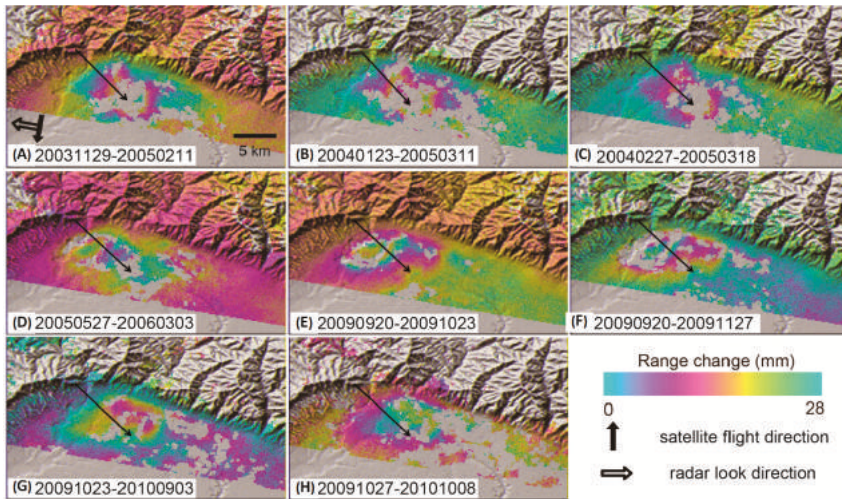 5 km
(A) 20031129-20050211
(B) 20040123-20050311
(C) 20040227-20050318
(D) 20050527-20060303
(E) 20090920-20091023
(F) 20090920-20091127
(G) 20091023-20100903
(H) 20091027-20101008
Range change (mm)
0 28
satellite flight direction
radar look direction